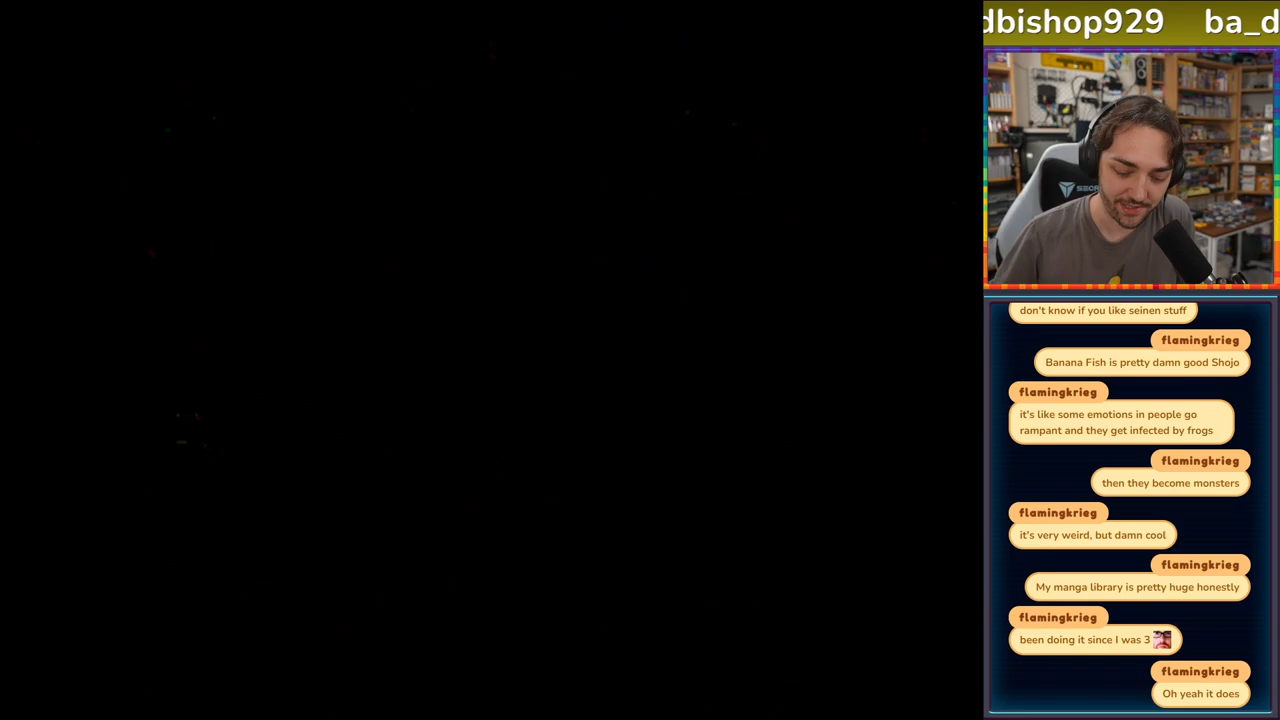 dbishop929 ba_d
SECR
don't know if you like seinen stuff
flamingkrieg
Banana Fish is pretty damn good Shojo
flamingkrieg
it's like some emotions in people go
rampant and they get infected by frogs
flamingkrieg
then they become monsters
flamingkrieg
it's very weird, but damn cool
flamingkrieg
My manga library is pretty huge honestly
flamingkrieg
been doing it since I was 3
flamingkrieg
Oh yeah it does